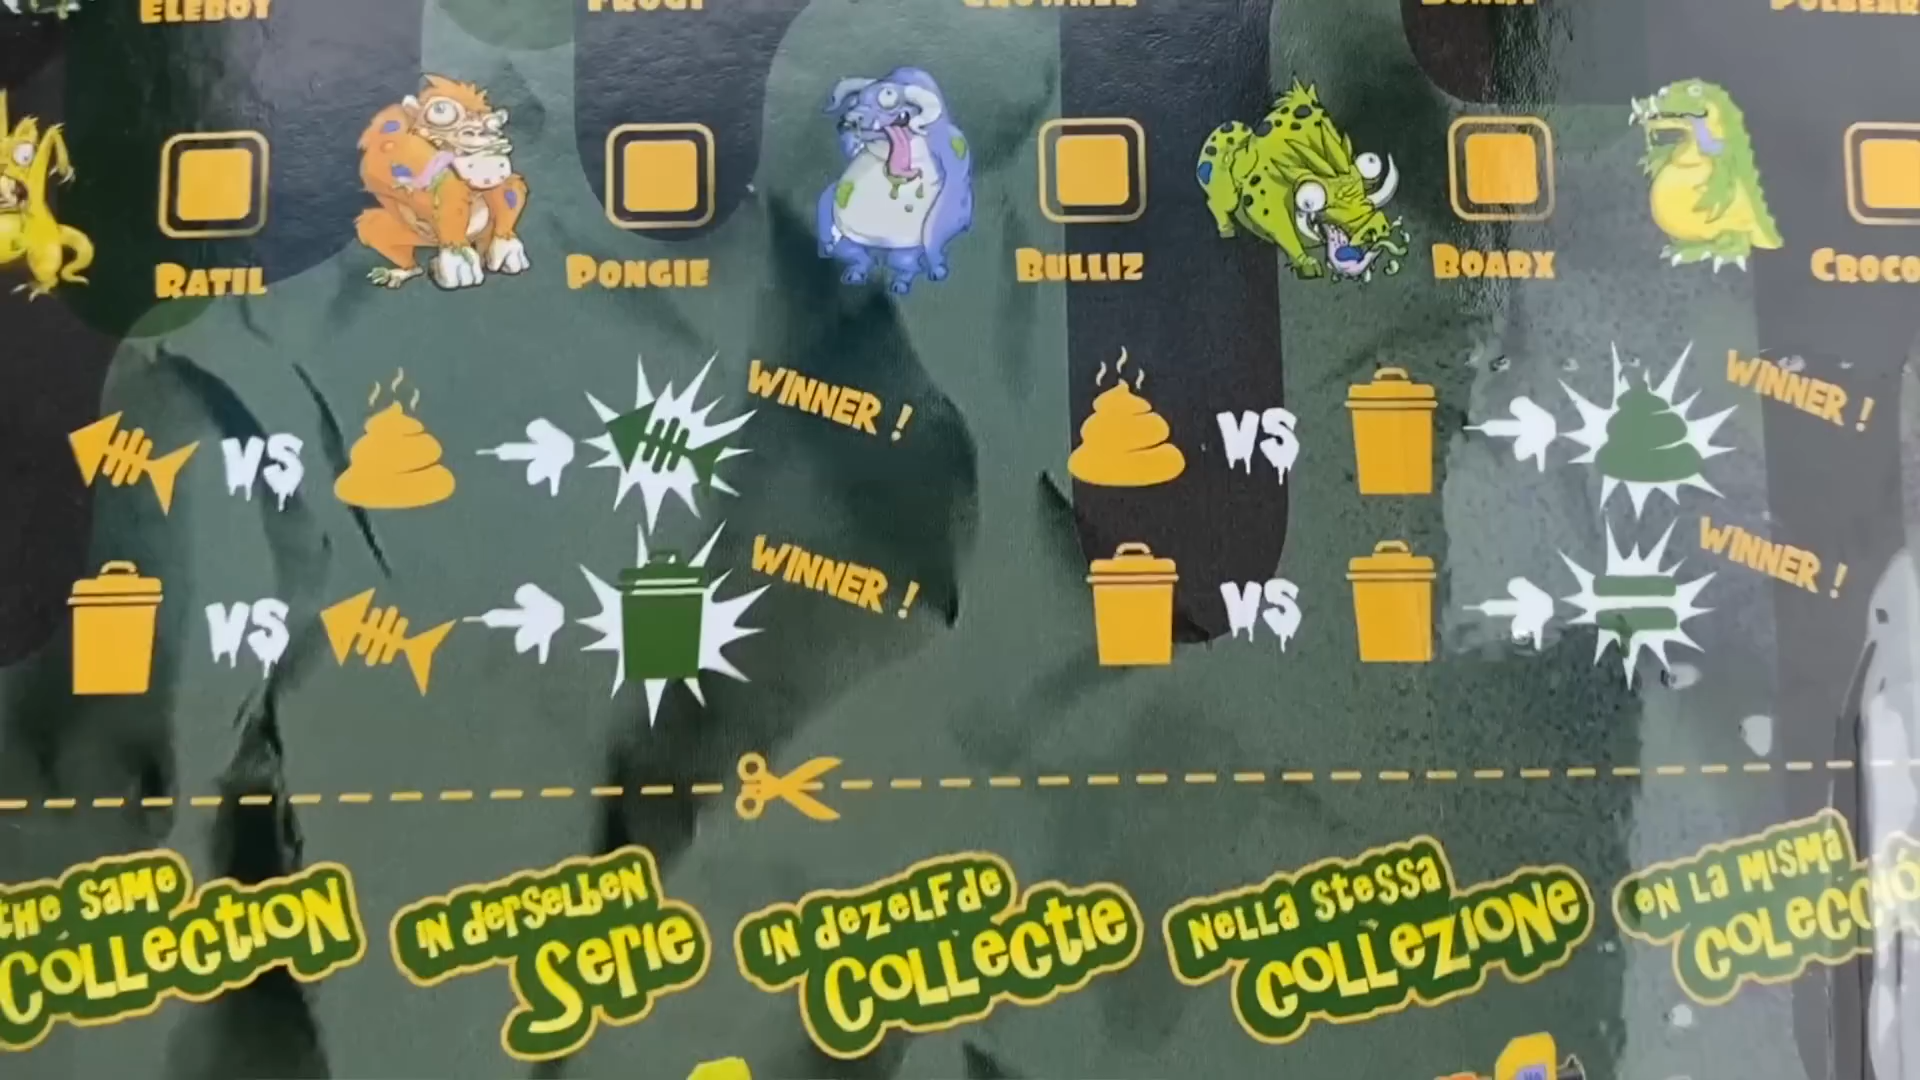 ELEBOY
RATIL
PONGIE
BULLIZ
BOARX
VS
WINNER !
VS
WINNER !
VS
WINNER !
VS
WINNER !
THE SAME
COLLECTION
IN DERSELBEN
SERIE
IN DEZELFDE
COLLECTIE
NELLA STESSA
COLLEZIONE
EN LA MISMA